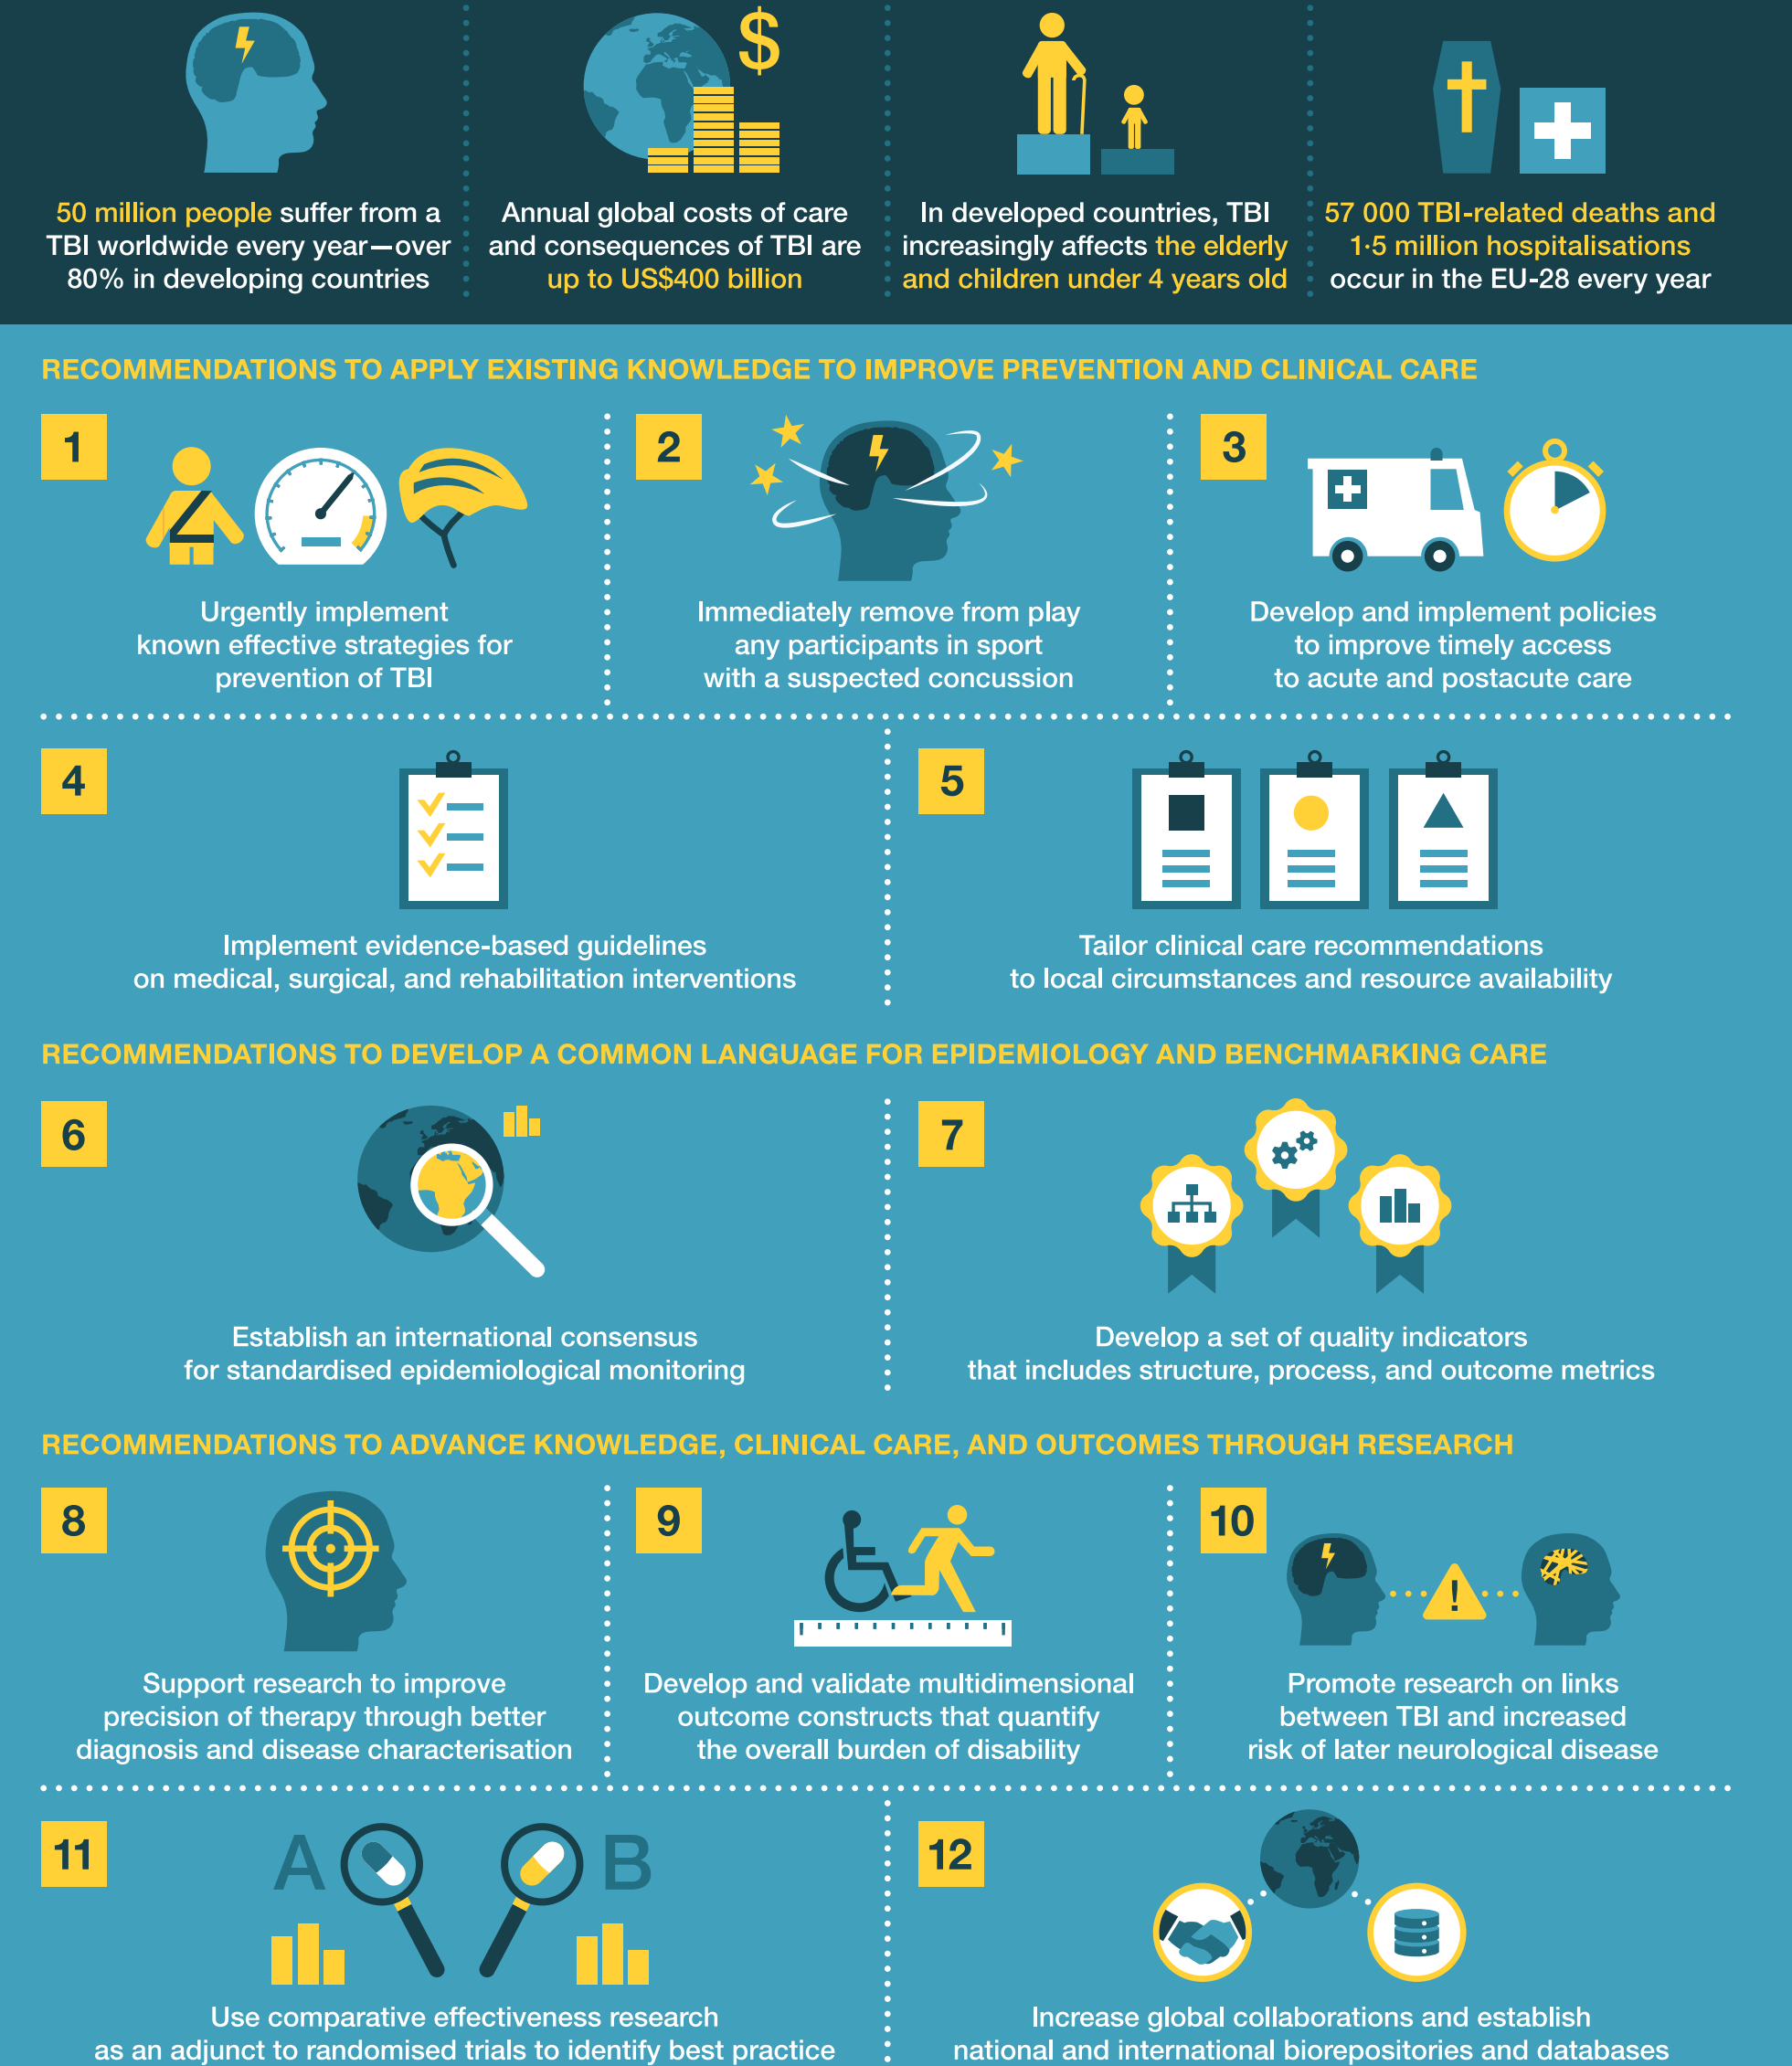 $
50 million people suffer from a
TBI worldwide every year—over
80% in developing countries
Annual global costs of care
and consequences of TBI are
up to US$400 billion
In developed countries, TBI
increasingly affects the elderly
and children under 4 years old
57 000 TBI-related deaths and
1·5 million hospitalisations
occur in the EU-28 every year
RECOMMENDATIONS TO APPLY EXISTING KNOWLEDGE TO IMPROVE PREVENTION AND CLINICAL CARE
1
Urgently implement
known effective strategies for
prevention of TBI
2
Immediately remove from play
any participants in sport
with a suspected concussion
3
Develop and implement policies
to improve timely access
to acute and postacute care
4
Implement evidence-based guidelines
on medical, surgical, and rehabilitation interventions
5
Tailor clinical care recommendations
to local circumstances and resource availability
RECOMMENDATIONS TO DEVELOP A COMMON LANGUAGE FOR EPIDEMIOLOGY AND BENCHMARKING CARE
6
Establish an international consensus
for standardised epidemiological monitoring
7
Develop a set of quality indicators
that includes structure, process, and outcome metrics
RECOMMENDATIONS TO ADVANCE KNOWLEDGE, CLINICAL CARE, AND OUTCOMES THROUGH RESEARCH
8
Support research to improve
precision of therapy through better
diagnosis and disease characterisation
9
Develop and validate multidimensional
outcome constructs that quantify
the overall burden of disability
10
!
Promote research on links
between TBI and increased
risk of later neurological disease
11
A
B
Use comparative effectiveness research
as an adjunct to randomised trials to identify best practice
12
Increase global collaborations and establish
national and international biorepositories and databases